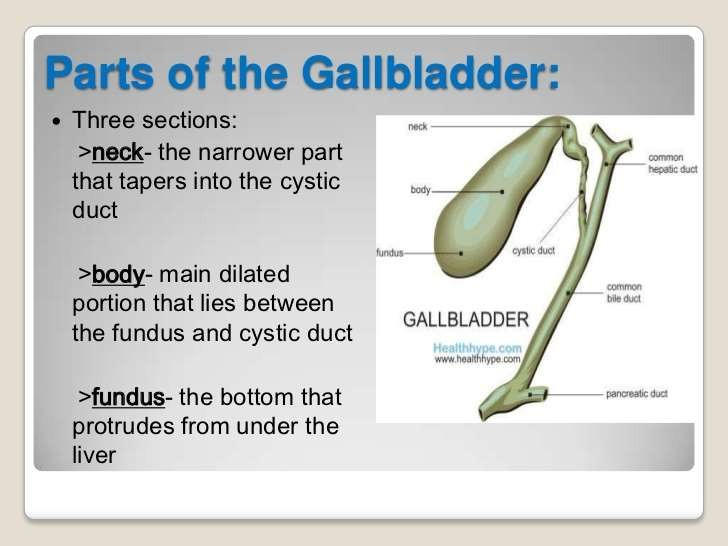 Parts of the Gallbladder:
• Three sections:
>neck- the narrower part
that tapers into the cystic
duct
>body- main dilated
portion that lies between
the fundus and cystic duct
>fundus- the bottom that
protrudes from under the
liver
neck
common
hepatic duct
body
cystic duct
fundus
common
bile duct
GALLBLADDER
Healthhype.com
www.healthhype.com
pancreatic duct